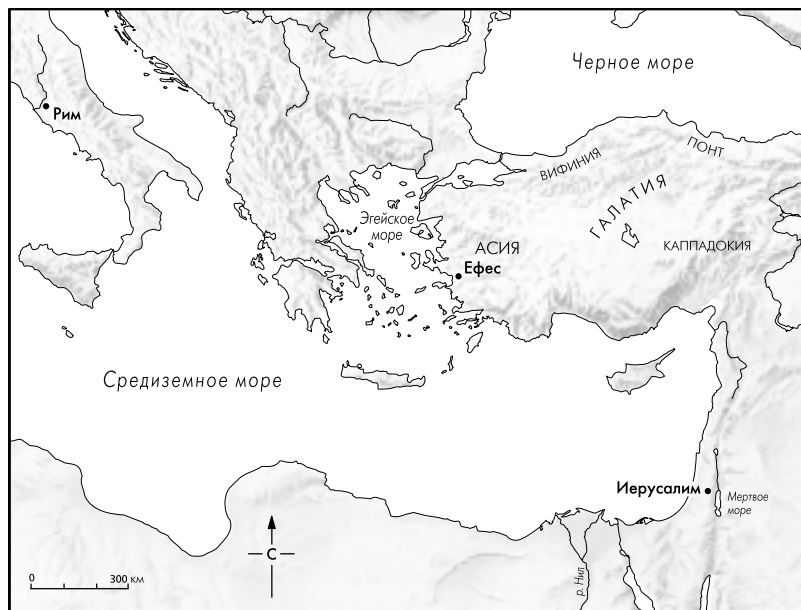 Черное море
Рим
ПОНТ
ВИФИНИЯ
ГАЛАТИЯ
Эгейское
море
АСИЯ
КАППАДОКИЯ
Ефес
Средиземное море
Иерусалим
Мертвое
море
С
0 300 км
р. Нил